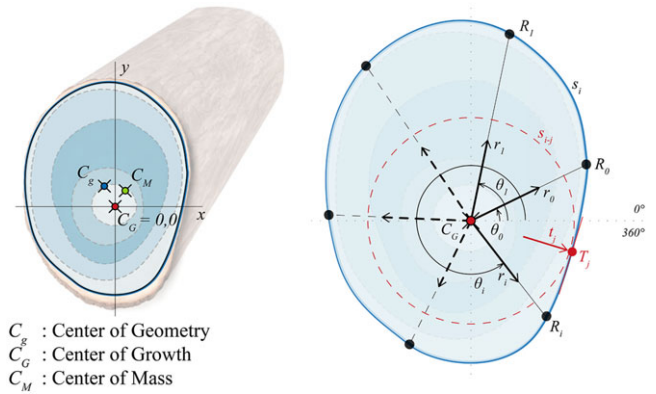 y
C_g
C_M
C_G = 0,0
x
C_g : Center of Geometry
C_G : Center of Growth
C_M : Center of Mass
R_1
s_i
s_{i-j}
r_1
θ_1
R_0
r_0
θ_0
0°
360°
C_G
t_j
T_j
θ_i
r_i
R_i